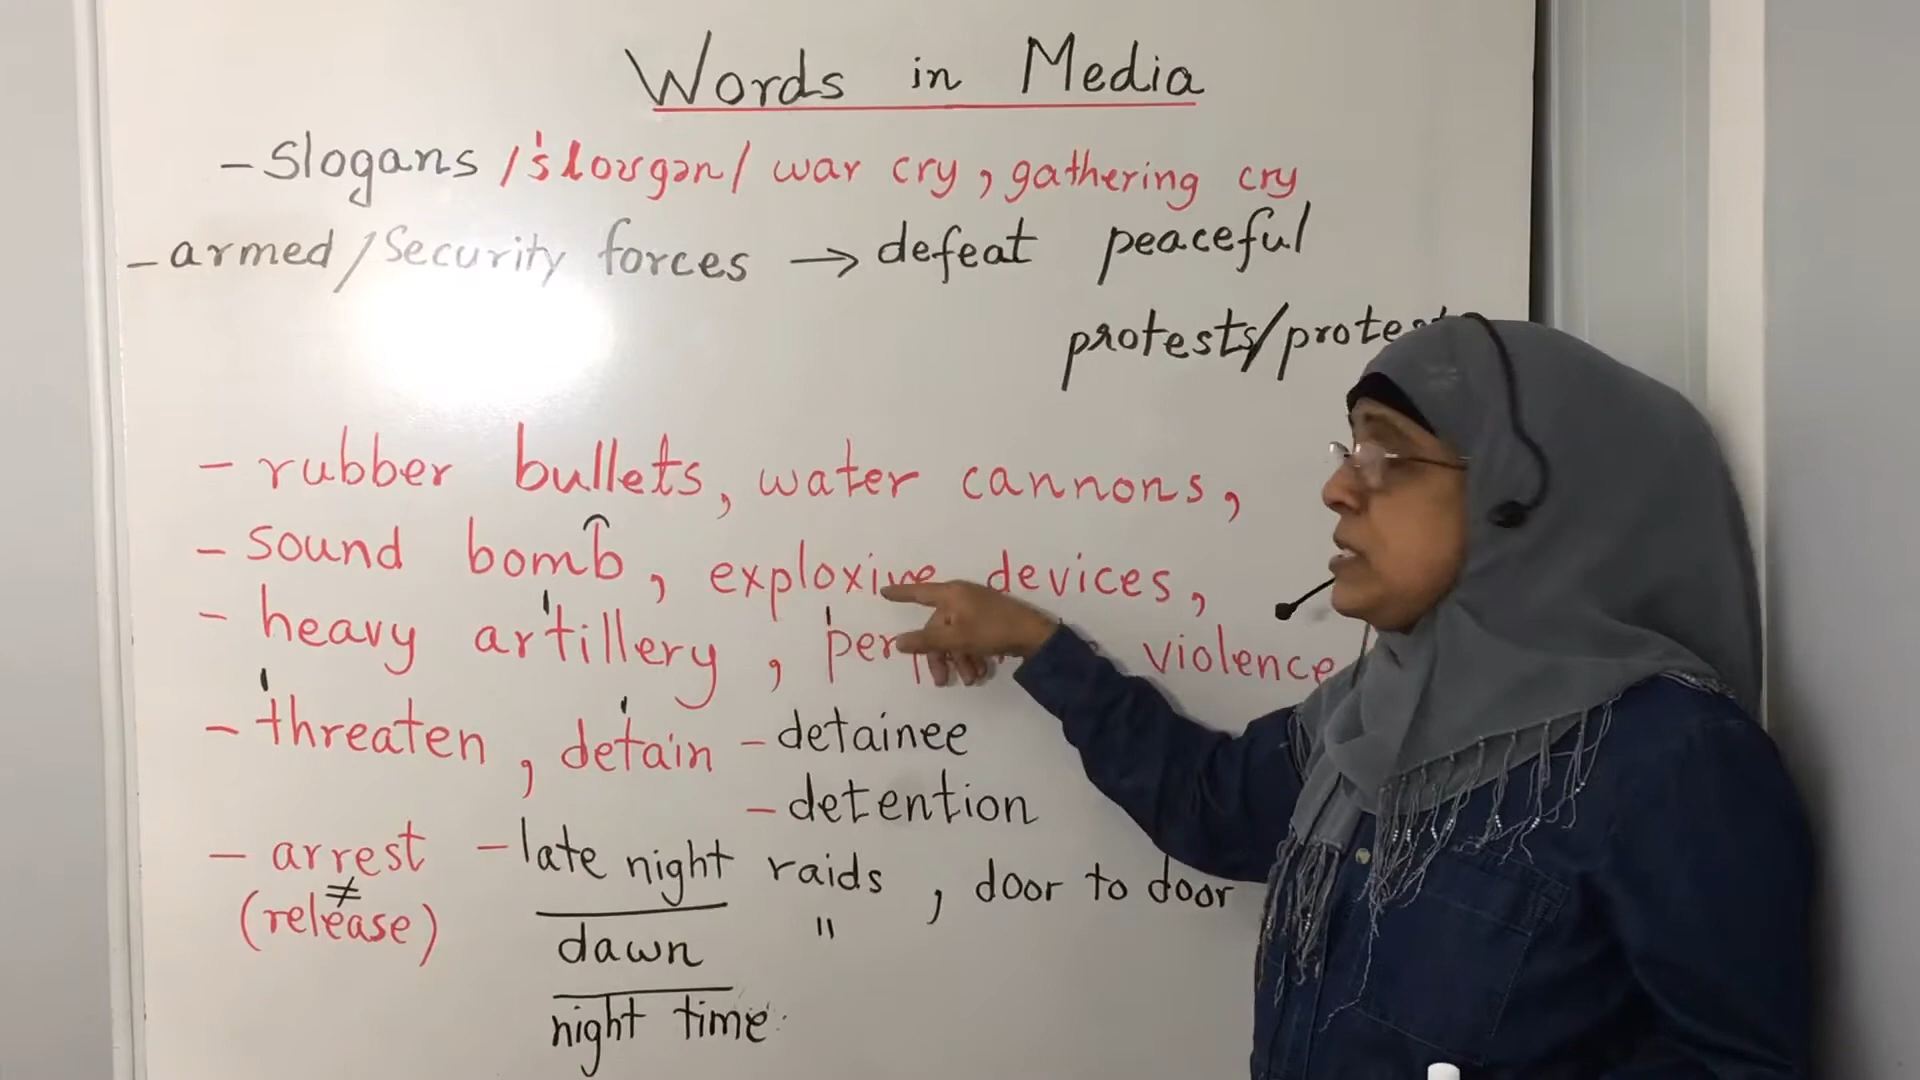 Words in Media
- Slogans /'slougən/ war cry, gathering cry
- armed/Security forces → defeat peaceful
protests/
- rubber bullets, water cannons,
- sound bomb, exploxive devices,
- heavy artillery, violence
- threaten, detain - detainee
- detention
- arrest - late night raids, door to door
≠
(release) dawn "
night time